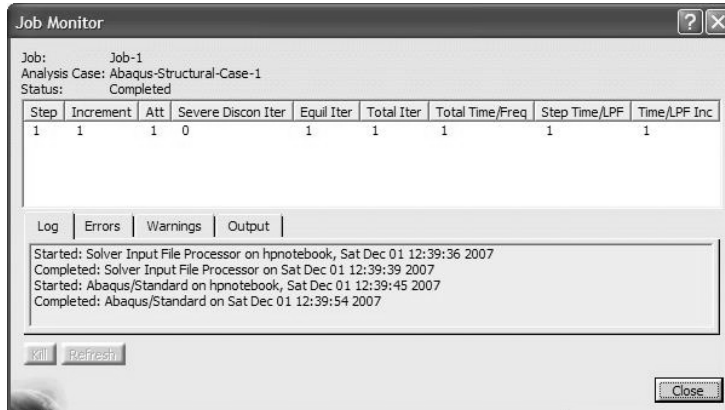 Job Monitor
Job: Job-1
Analysis Case: Abaqus-Structural-Case-1
Status: Completed
Step Increment Att Severe Discon Iter Equil Iter Total Iter Total Time/Freq Step Time/LPF Time/LPF Inc
1 1 1 0 1 1 1 1 1
Log Errors Warnings Output
Started: Solver Input File Processor on hpnotebook, Sat Dec 01 12:39:36 2007
Completed: Solver Input File Processor on Sat Dec 01 12:39:39 2007
Started: Abaqus/Standard on hpnotebook, Sat Dec 01 12:39:45 2007
Completed: Abaqus/Standard on Sat Dec 01 12:39:54 2007
Kill Refresh
Close